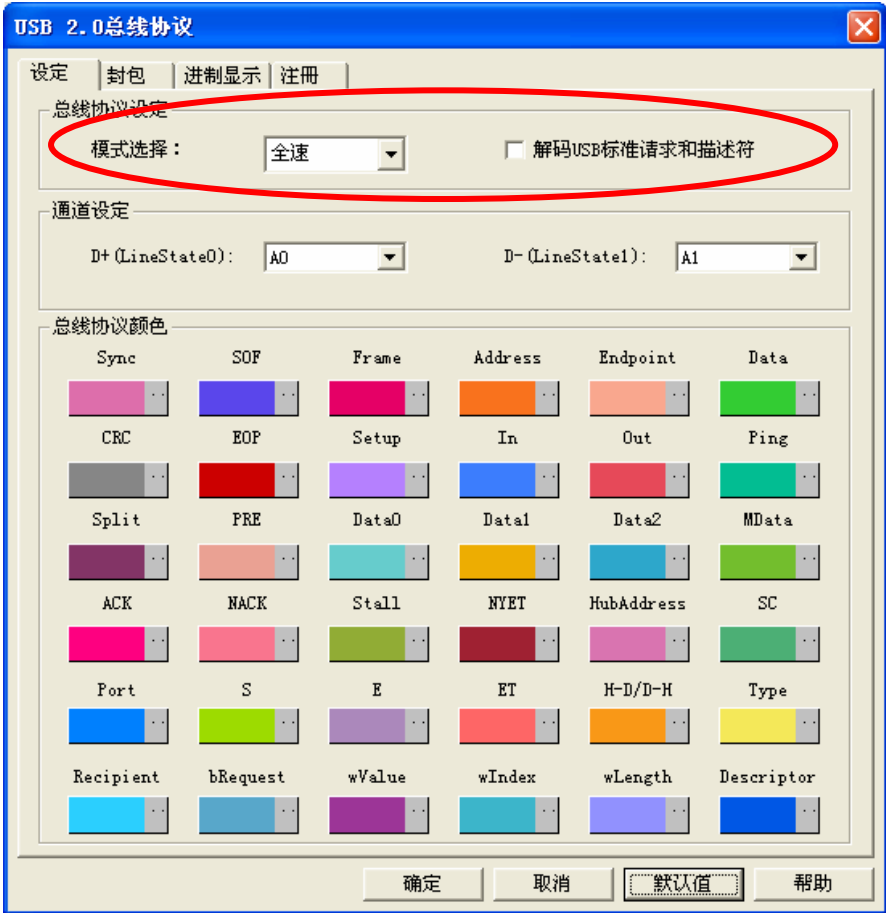 USB 2.0总线协议
设定 封包 进制显示 注册
总线协议设定
模式选择： 全速 解码USB标准请求和描述符
通道设定
D+(LineState0): A0 D-(LineState1): A1
总线协议颜色
Sync SOF Frame Address Endpoint Data
CRC EOP Setup In Out Ping
Split PRE Data0 Data1 Data2 MData
ACK NACK Stall NYET HubAddress SC
Port S E ET H-D/D-H Type
Recipient bRequest wValue wIndex wLength Descriptor
确定 取消 默认值 帮助